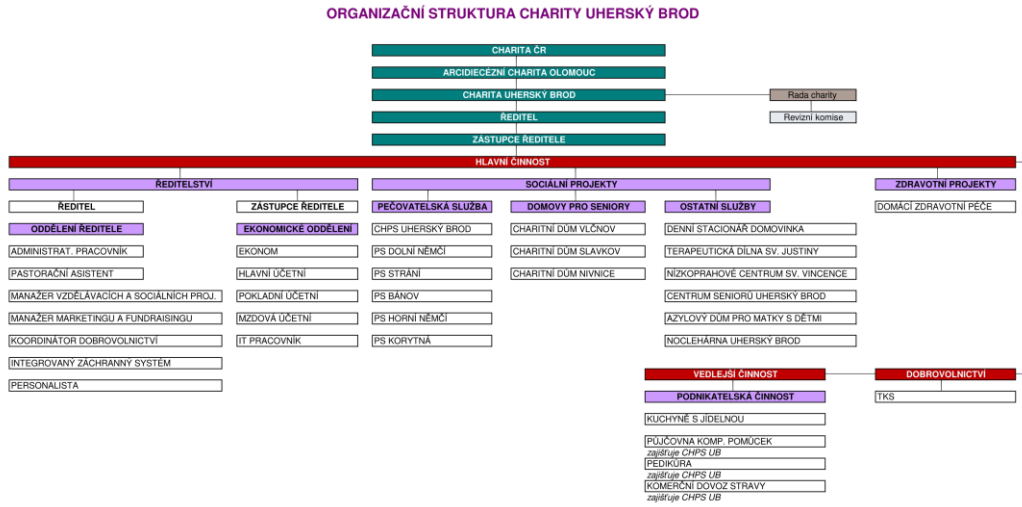 ORGANIZAČNÍ STRUKTURA CHARITY UHERSKÝ BROD
CHARITA ČR
ARCIDIECÉZNÍ CHARITA OLOMOUC
CHARITA UHERSKÝ BROD
Rada charity
ŘEDITEL
Revizní komise
ZÁSTUPCE ŘEDITELE
HLAVNÍ ČINNOST
ŘEDITELSTVÍ
SOCIÁLNÍ PROJEKTY
ZDRAVOTNÍ PROJEKTY
ŘEDITEL
ZÁSTUPCE ŘEDITELE
PEČOVATELSKÁ SLUŽBA
DOMOVY PRO SENIORY
OSTATNÍ SLUŽBY
DOMÁCÍ ZDRAVOTNÍ PÉČE
ODDĚLENÍ ŘEDITELE
EKONOMICKÉ ODDĚLENÍ
CHPS UHERSKÝ BROD
CHARITNÍ DŮM VLČNOV
DENNÍ STACIONÁŘ DOMOVINKA
ADMINISTRAT. PRACOVNÍK
EKONOM
PS DOLNÍ NĚMČÍ
CHARITNÍ DŮM SLAVKOV
TERAPEUTICKÁ DÍLNA SV. JUSTINY
PASTORAČNÍ ASISTENT
HLAVNÍ ÚČETNÍ
PS STRÁNÍ
CHARITNÍ DŮM NIVNICE
NÍZKOPRAHOVÉ CENTRUM SV. VINCENCE
MANAŽER VZDĚLÁVACÍCH A SOCIÁLNÍCH PROJ.
POKLADNÍ ÚČETNÍ
PS BÁNOV
CENTRUM SENIORŮ UHERSKÝ BROD
MANAŽER MARKETINGU A FUNDRAISINGU
MZDOVÁ ÚČETNÍ
PS HORNÍ NĚMČÍ
AZYLOVÝ DŮM PRO MATKY S DĚTMI
KOORDINÁTOR DOBROVOLNICTVÍ
IT PRACOVNÍK
PS KORYTNÁ
NOCLEHÁRNA UHERSKÝ BROD
INTEGROVANÝ ZÁCHRANNÝ SYSTÉM
PERSONALISTA
VEDLEJŠÍ ČINNOST
DOBROVOLNICTVÍ
PODNIKATELSKÁ ČINNOST
TKS
KUCHYNĚ S JÍDELNOU
PŮJČOVNA KOMP. POMŮCEK
zajišťuje CHPS UB
PEDIKÚRA
zajišťuje CHPS UB
KOMERČNÍ DOVOZ STRAVY
zajišťuje CHPS UB